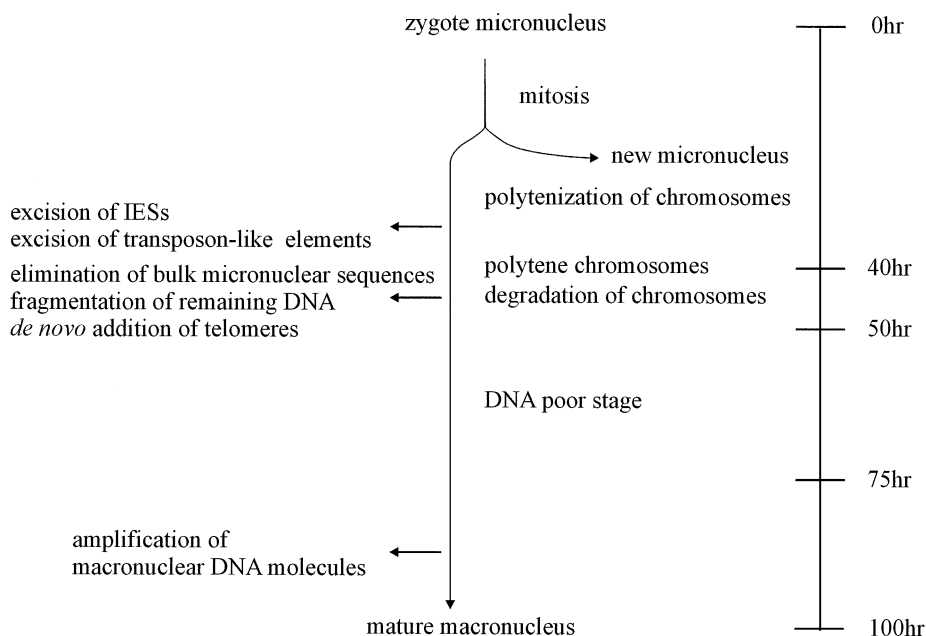 zygote micronucleus
0hr
mitosis
new micronucleus
polytenization of chromosomes
excision of IESs
excision of transposon-like elements
polytene chromosomes
40hr
elimination of bulk micronuclear sequences
degradation of chromosomes
fragmentation of remaining DNA
de novo addition of telomeres
50hr
DNA poor stage
75hr
amplification of
macronuclear DNA molecules
mature macronucleus
100hr